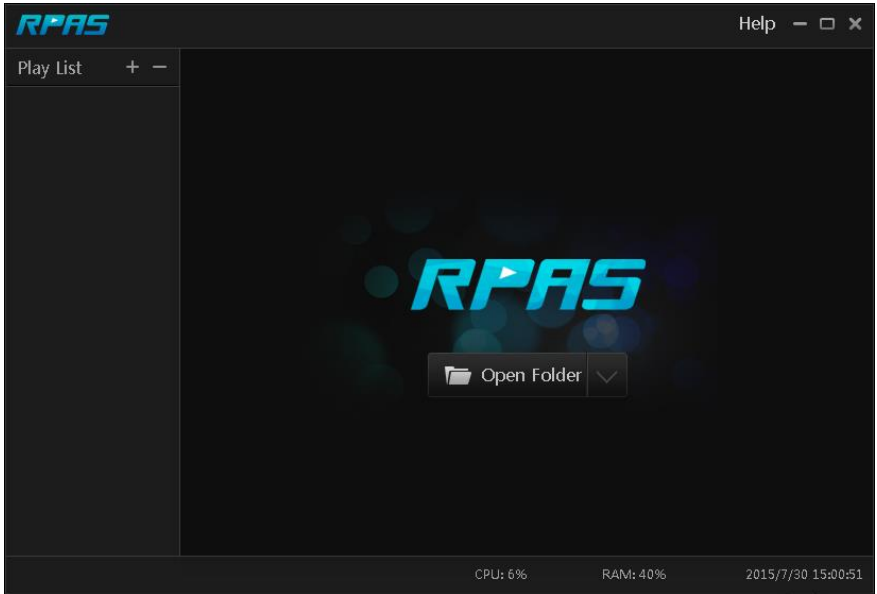 RPAS
Help
Play List + −
RPAS
Open Folder
CPU: 6% RAM: 40% 2015/7/30 15:00:51